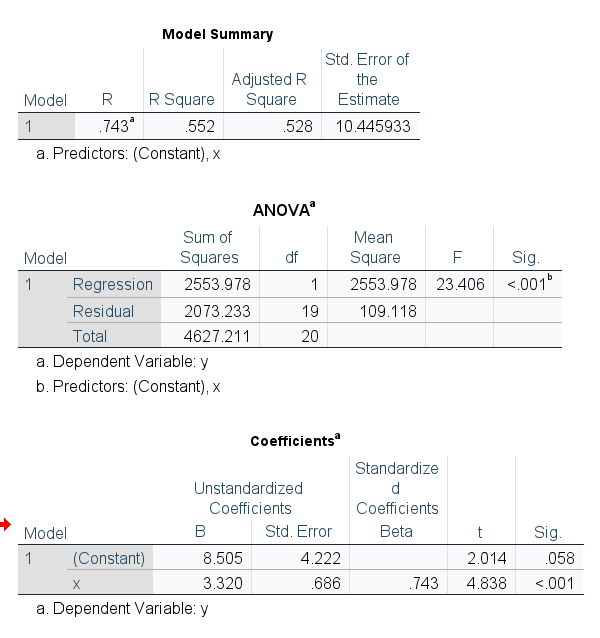 Model Summary
Model R R Square Adjusted R Square Std. Error of the Estimate
1 .743a .552 .528 10.445933
a. Predictors: (Constant), x
ANOVAa
Model Sum of Squares df Mean Square F Sig.
1 Regression 2553.978 1 2553.978 23.406 <.001b
Residual 2073.233 19 109.118
Total 4627.211 20
a. Dependent Variable: y
b. Predictors: (Constant), x
Coefficientsa
Unstandardized Coefficients Standardized Coefficients
Model B Std. Error Beta t Sig.
1 (Constant) 8.505 4.222 2.014 .058
x 3.320 .686 .743 4.838 <.001
a. Dependent Variable: y